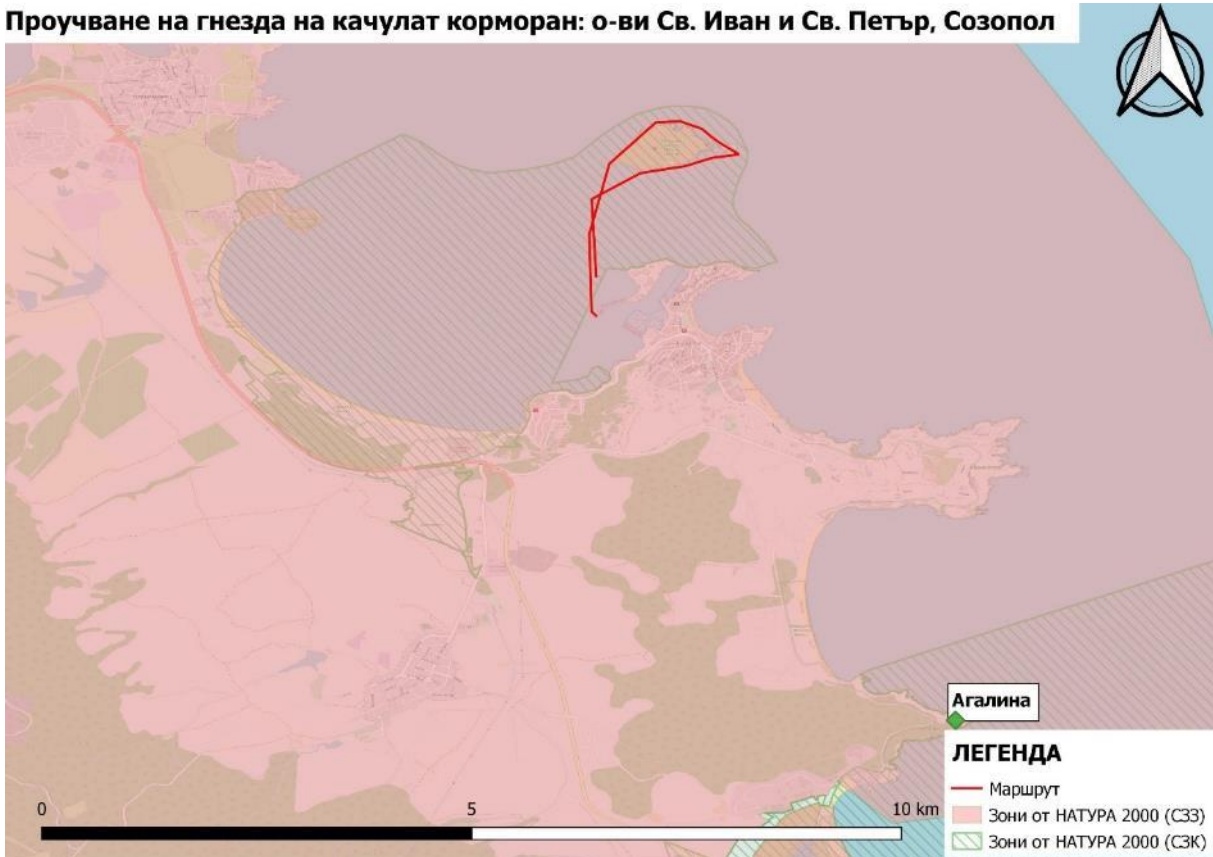 Проучване на гнезда на качулат корморан: о-ви Св. Иван и Св. Петър, Созопол
Агалина
ЛЕГЕНДА
Маршрут
Зони от НАТУРА 2000 (СЗЗ)
Зони от НАТУРА 2000 (СЗК)
0 5 10 km